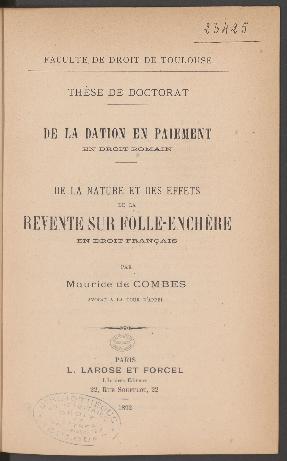 23425
FACULTÉ DE DROIT DE TOULOUSE
THÈSE DE DOCTORAT
DE LA DATION EN PAIEMENT
EN DROIT ROMAIN
DE LA NATURE ET DES EFFETS
DE LA
REVENTE SUR FOLLE-ENCHÈRE
EN DROIT FRANÇAIS
PAR
Maurice de COMBES
AVOCAT A LA COUR D'APPEL
PARIS
L. LAROSE ET FORCEL
Libraires-Editeurs
22, RUE SOUFFLOT, 22
1892